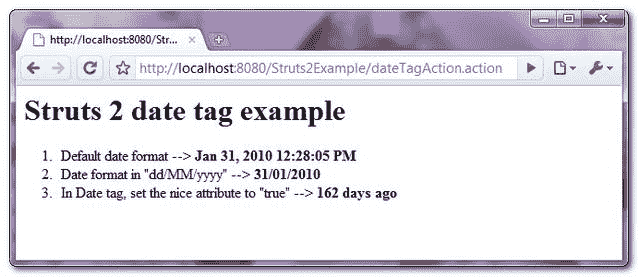 http://localhost:8080/Str...
http://localhost:8080/Struts2Example/dateTagAction.action
Struts 2 date tag example
1. Default date format --> Jan 31, 2010 12:28:05 PM
2. Date format in "dd/MM/yyyy" --> 31/01/2010
3. In Date tag, set the nice attribute to "true" --> 162 days ago